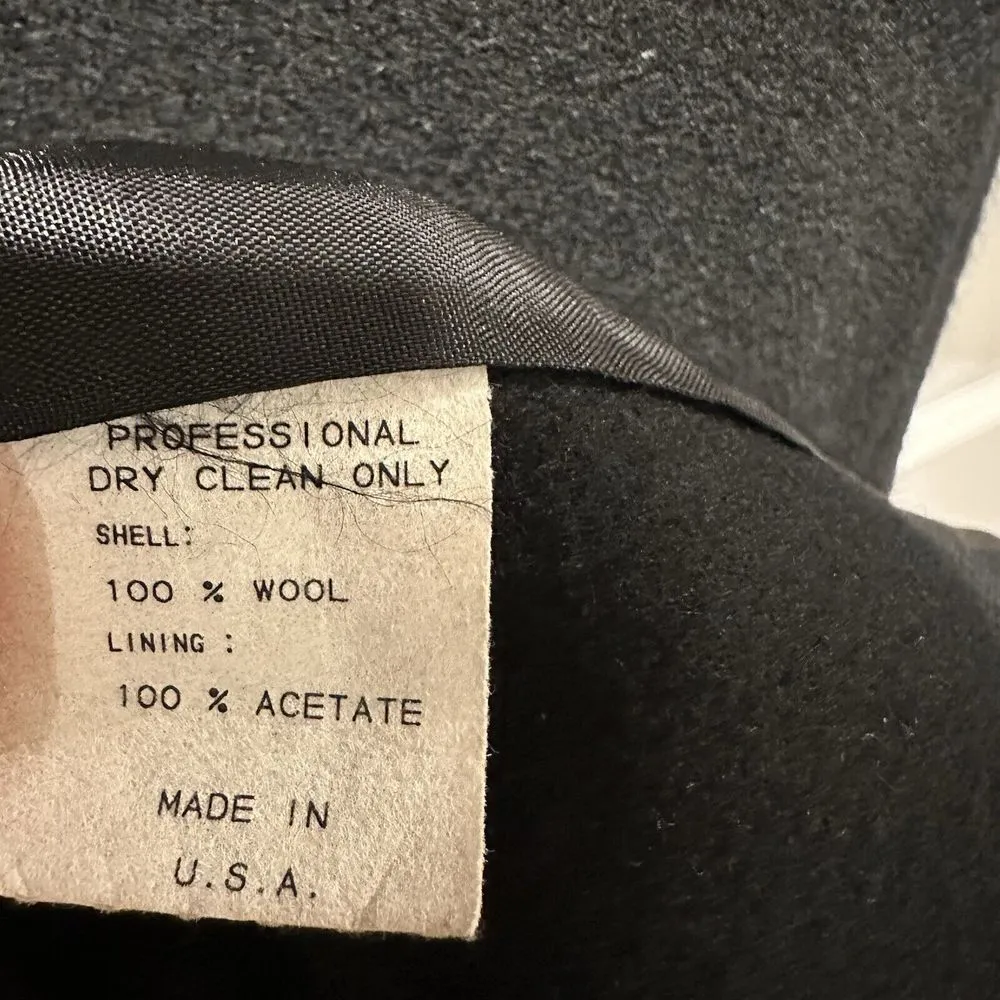 PROFESSIONAL
DRY CLEAN ONLY
SHELL:
100 % WOOL
LINING :
100 % ACETATE
MADE IN
U.S.A.